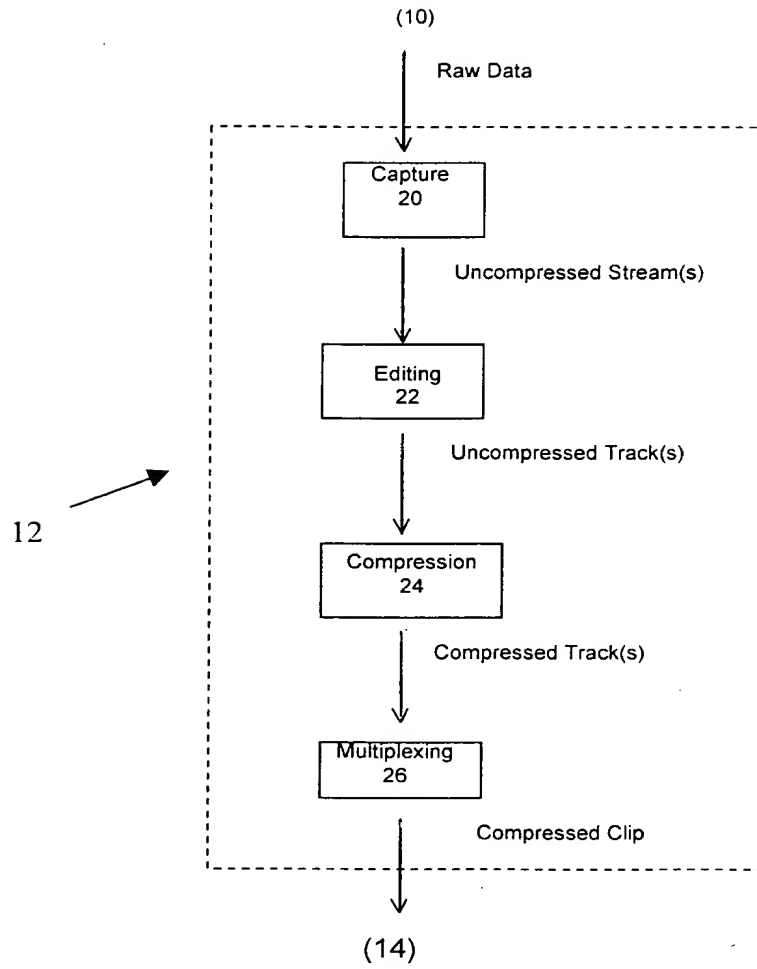 (10)
Raw Data
Capture
20
Uncompressed Stream(s)
Editing
22
Uncompressed Track(s)
12
Compression
24
Compressed Track(s)
Multiplexing
26
Compressed Clip
(14)